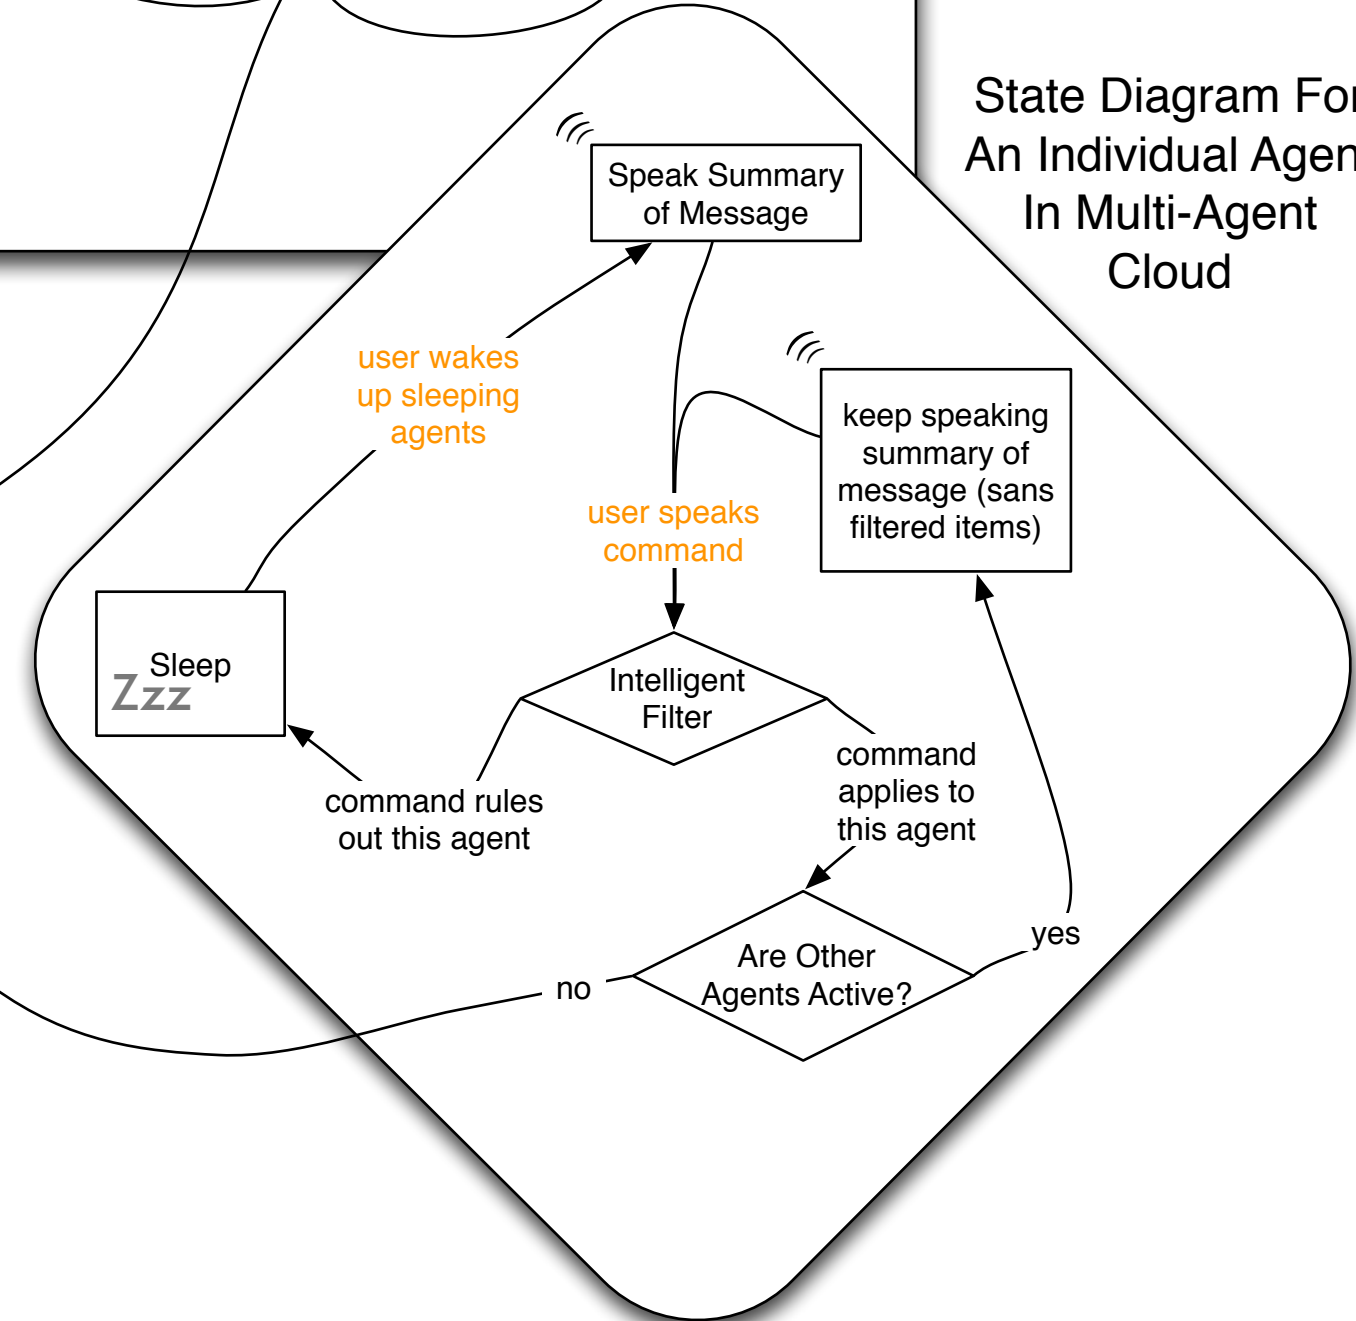 State Diagram For
An Individual Agen
In Multi-Agent
Cloud
Speak Summary
of Message
user wakes
up sleeping
agents
keep speaking
summary of
message (sans
filtered items)
user speaks
command
Sleep
Zzz
Intelligent
Filter
command
applies to
this agent
command rules
out this agent
yes
Are Other
Agents Active?
no